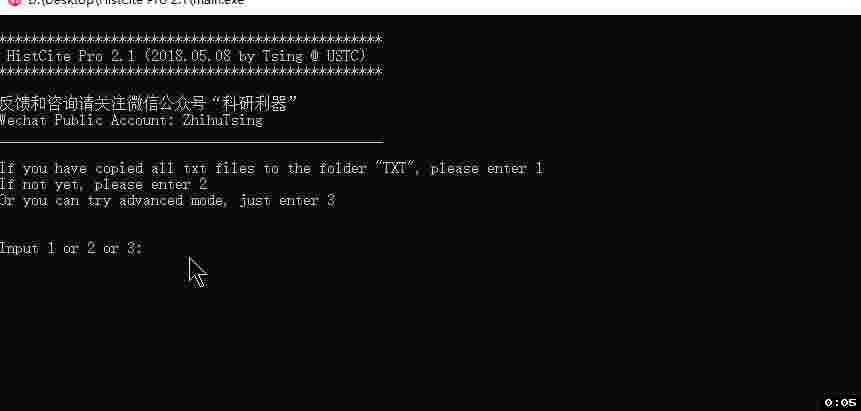 D:\Desktop\HistCite Pro 2.1\main.exe
************************************************
HistCite Pro 2.1 (2018.05.08 by Tsing @ USTC)
************************************************
反馈和咨询请关注微信公众号“科研利器”
Wechat Public Account: ZhihuTsing
________________________________________________
If you have copied all txt files to the folder "TXT", please enter 1
If not yet, please enter 2
Or you can try advanced mode, just enter 3
Input 1 or 2 or 3:
0:05